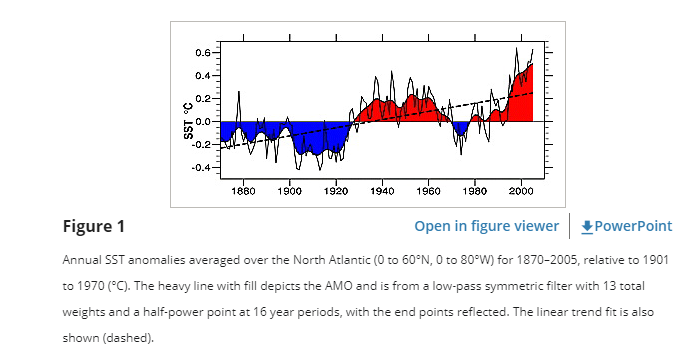 0.6
0.4
0.2
0.0
-0.2
-0.4
SST °C
1880 1900 1920 1940 1960 1980 2000
Figure 1
Open in figure viewer PowerPoint
Annual SST anomalies averaged over the North Atlantic (0 to 60°N, 0 to 80°W) for 1870–2005, relative to 1901
to 1970 (°C). The heavy line with fill depicts the AMO and is from a low-pass symmetric filter with 13 total
weights and a half-power point at 16 year periods, with the end points reflected. The linear trend fit is also
shown (dashed).